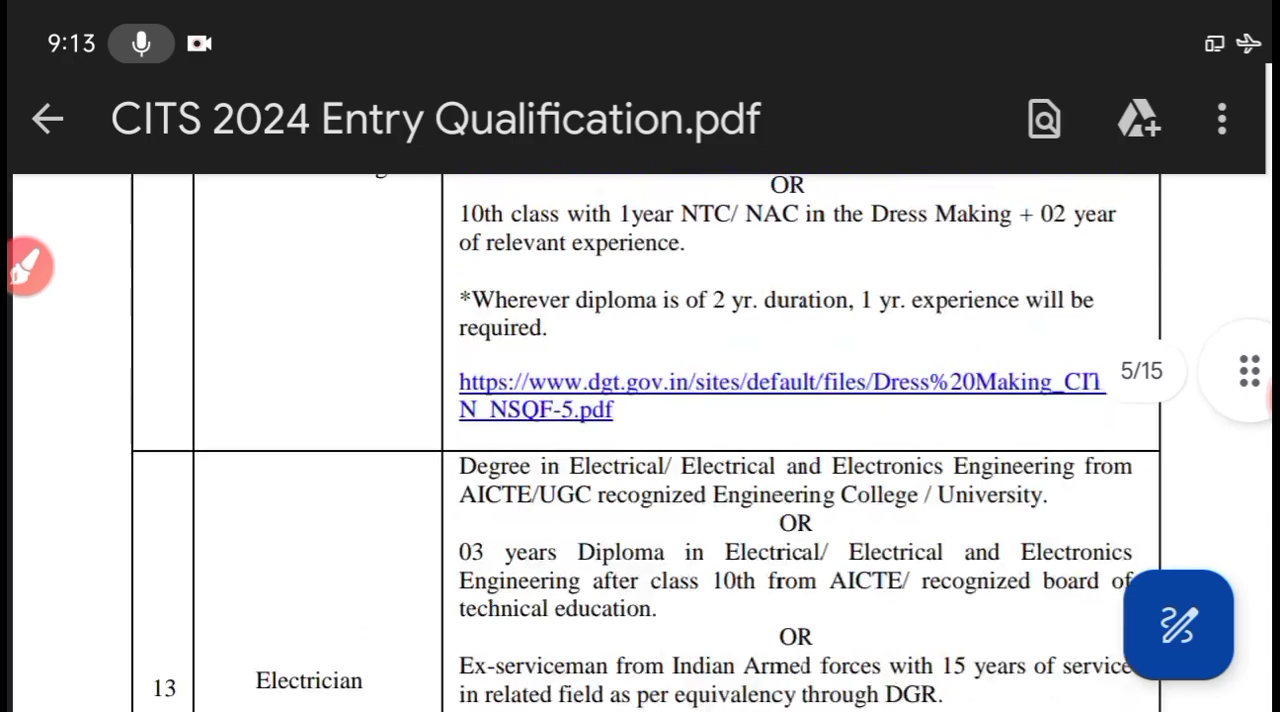 9:13
CITS 2024 Entry Qualification.pdf
OR
10th class with 1year NTC/ NAC in the Dress Making + 02 year
of relevant experience.
*Wherever diploma is of 2 yr. duration, 1 yr. experience will be
required.
https://www.dgt.gov.in/sites/default/files/Dress%20Making_CIT
N_NSQF-5.pdf
5/15
Degree in Electrical/ Electrical and Electronics Engineering from
AICTE/UGC recognized Engineering College / University.
OR
03 years Diploma in Electrical/ Electrical and Electronics
Engineering after class 10th from AICTE/ recognized board of
technical education.
OR
Ex-serviceman from Indian Armed forces with 15 years of service
in related field as per equivalency through DGR.
13
Electrician